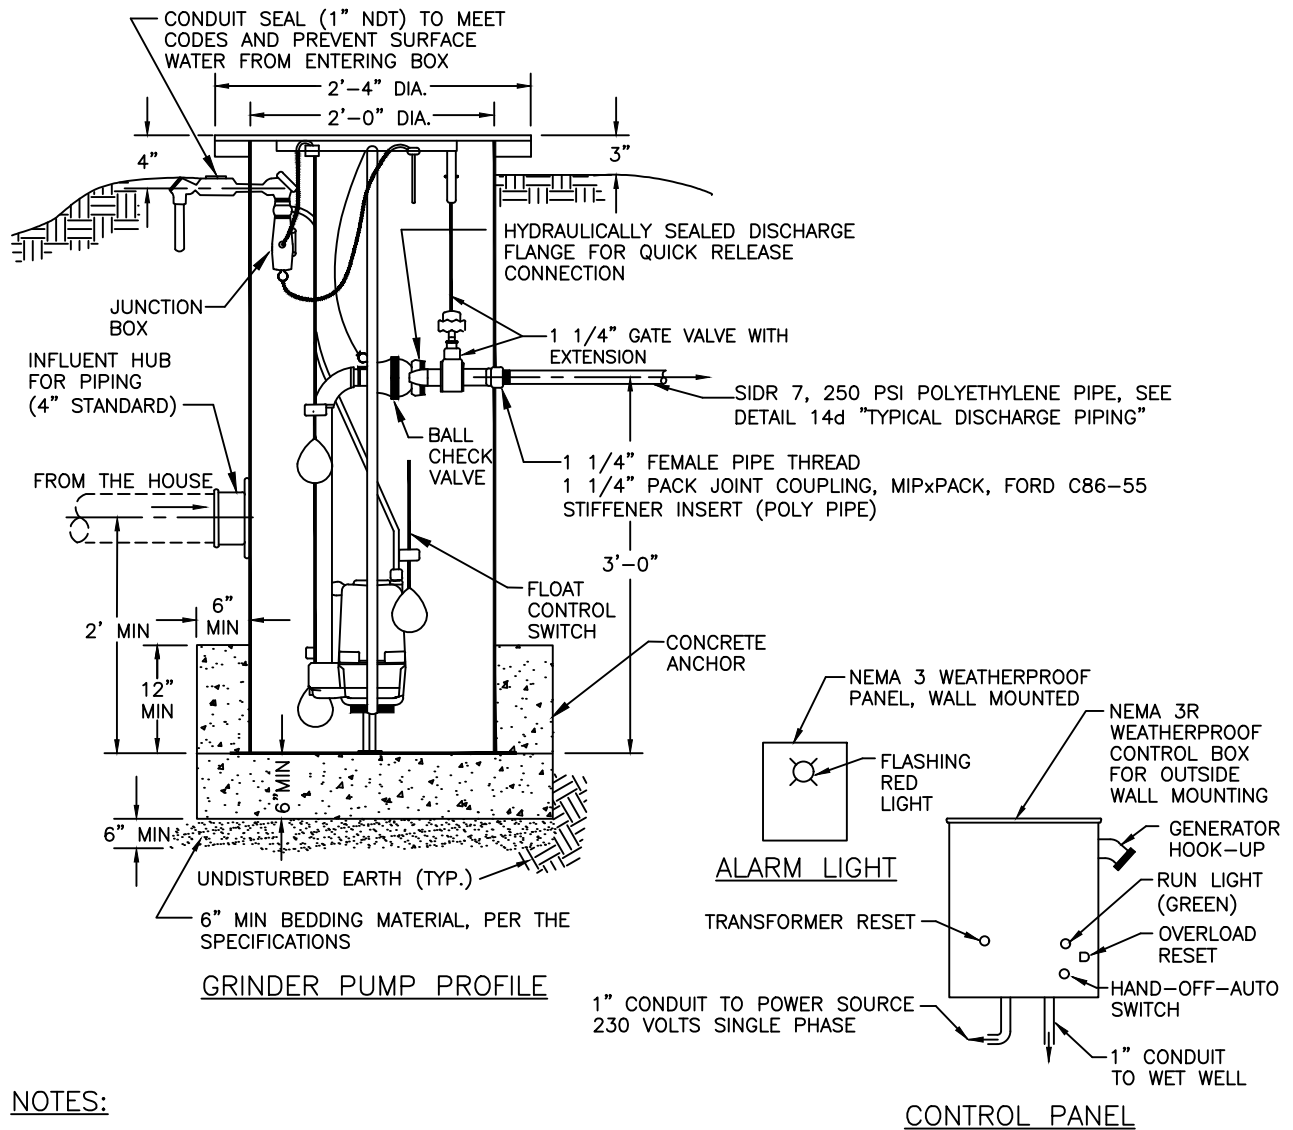 CONDUIT SEAL (1" NDT) TO MEET
CODES AND PREVENT SURFACE
WATER FROM ENTERING BOX
2'-4" DIA.
2'-0" DIA.
4"
3"
HYDRAULICALLY SEALED DISCHARGE
FLANGE FOR QUICK RELEASE
CONNECTION
JUNCTION
BOX
1 1/4" GATE VALVE WITH
EXTENSION
INFLUENT HUB
FOR PIPING
(4" STANDARD)
SIDR 7, 250 PSI POLYETHYLENE PIPE, SEE
DETAIL 14d "TYPICAL DISCHARGE PIPING"
BALL
CHECK
VALVE
FROM THE HOUSE
1 1/4" FEMALE PIPE THREAD
1 1/4" PACK JOINT COUPLING, MIPxPACK, FORD C86-55
STIFFENER INSERT (POLY PIPE)
3'-0"
FLOAT
CONTROL
SWITCH
6"
MIN
2' MIN
CONCRETE
ANCHOR
12"
MIN
6" MIN
6" MIN
UNDISTURBED EARTH (TYP.)
6" MIN BEDDING MATERIAL, PER THE
SPECIFICATIONS
GRINDER PUMP PROFILE
NEMA 3 WEATHERPROOF
PANEL, WALL MOUNTED
FLASHING
RED
LIGHT
ALARM LIGHT
NEMA 3R
WEATHERPROOF
CONTROL BOX
FOR OUTSIDE
WALL MOUNTING
GENERATOR
HOOK-UP
RUN LIGHT
(GREEN)
TRANSFORMER RESET
OVERLOAD
RESET
HAND-OFF-AUTO
SWITCH
1" CONDUIT TO POWER SOURCE
230 VOLTS SINGLE PHASE
1" CONDUIT
TO WET WELL
CONTROL PANEL
NOTES: